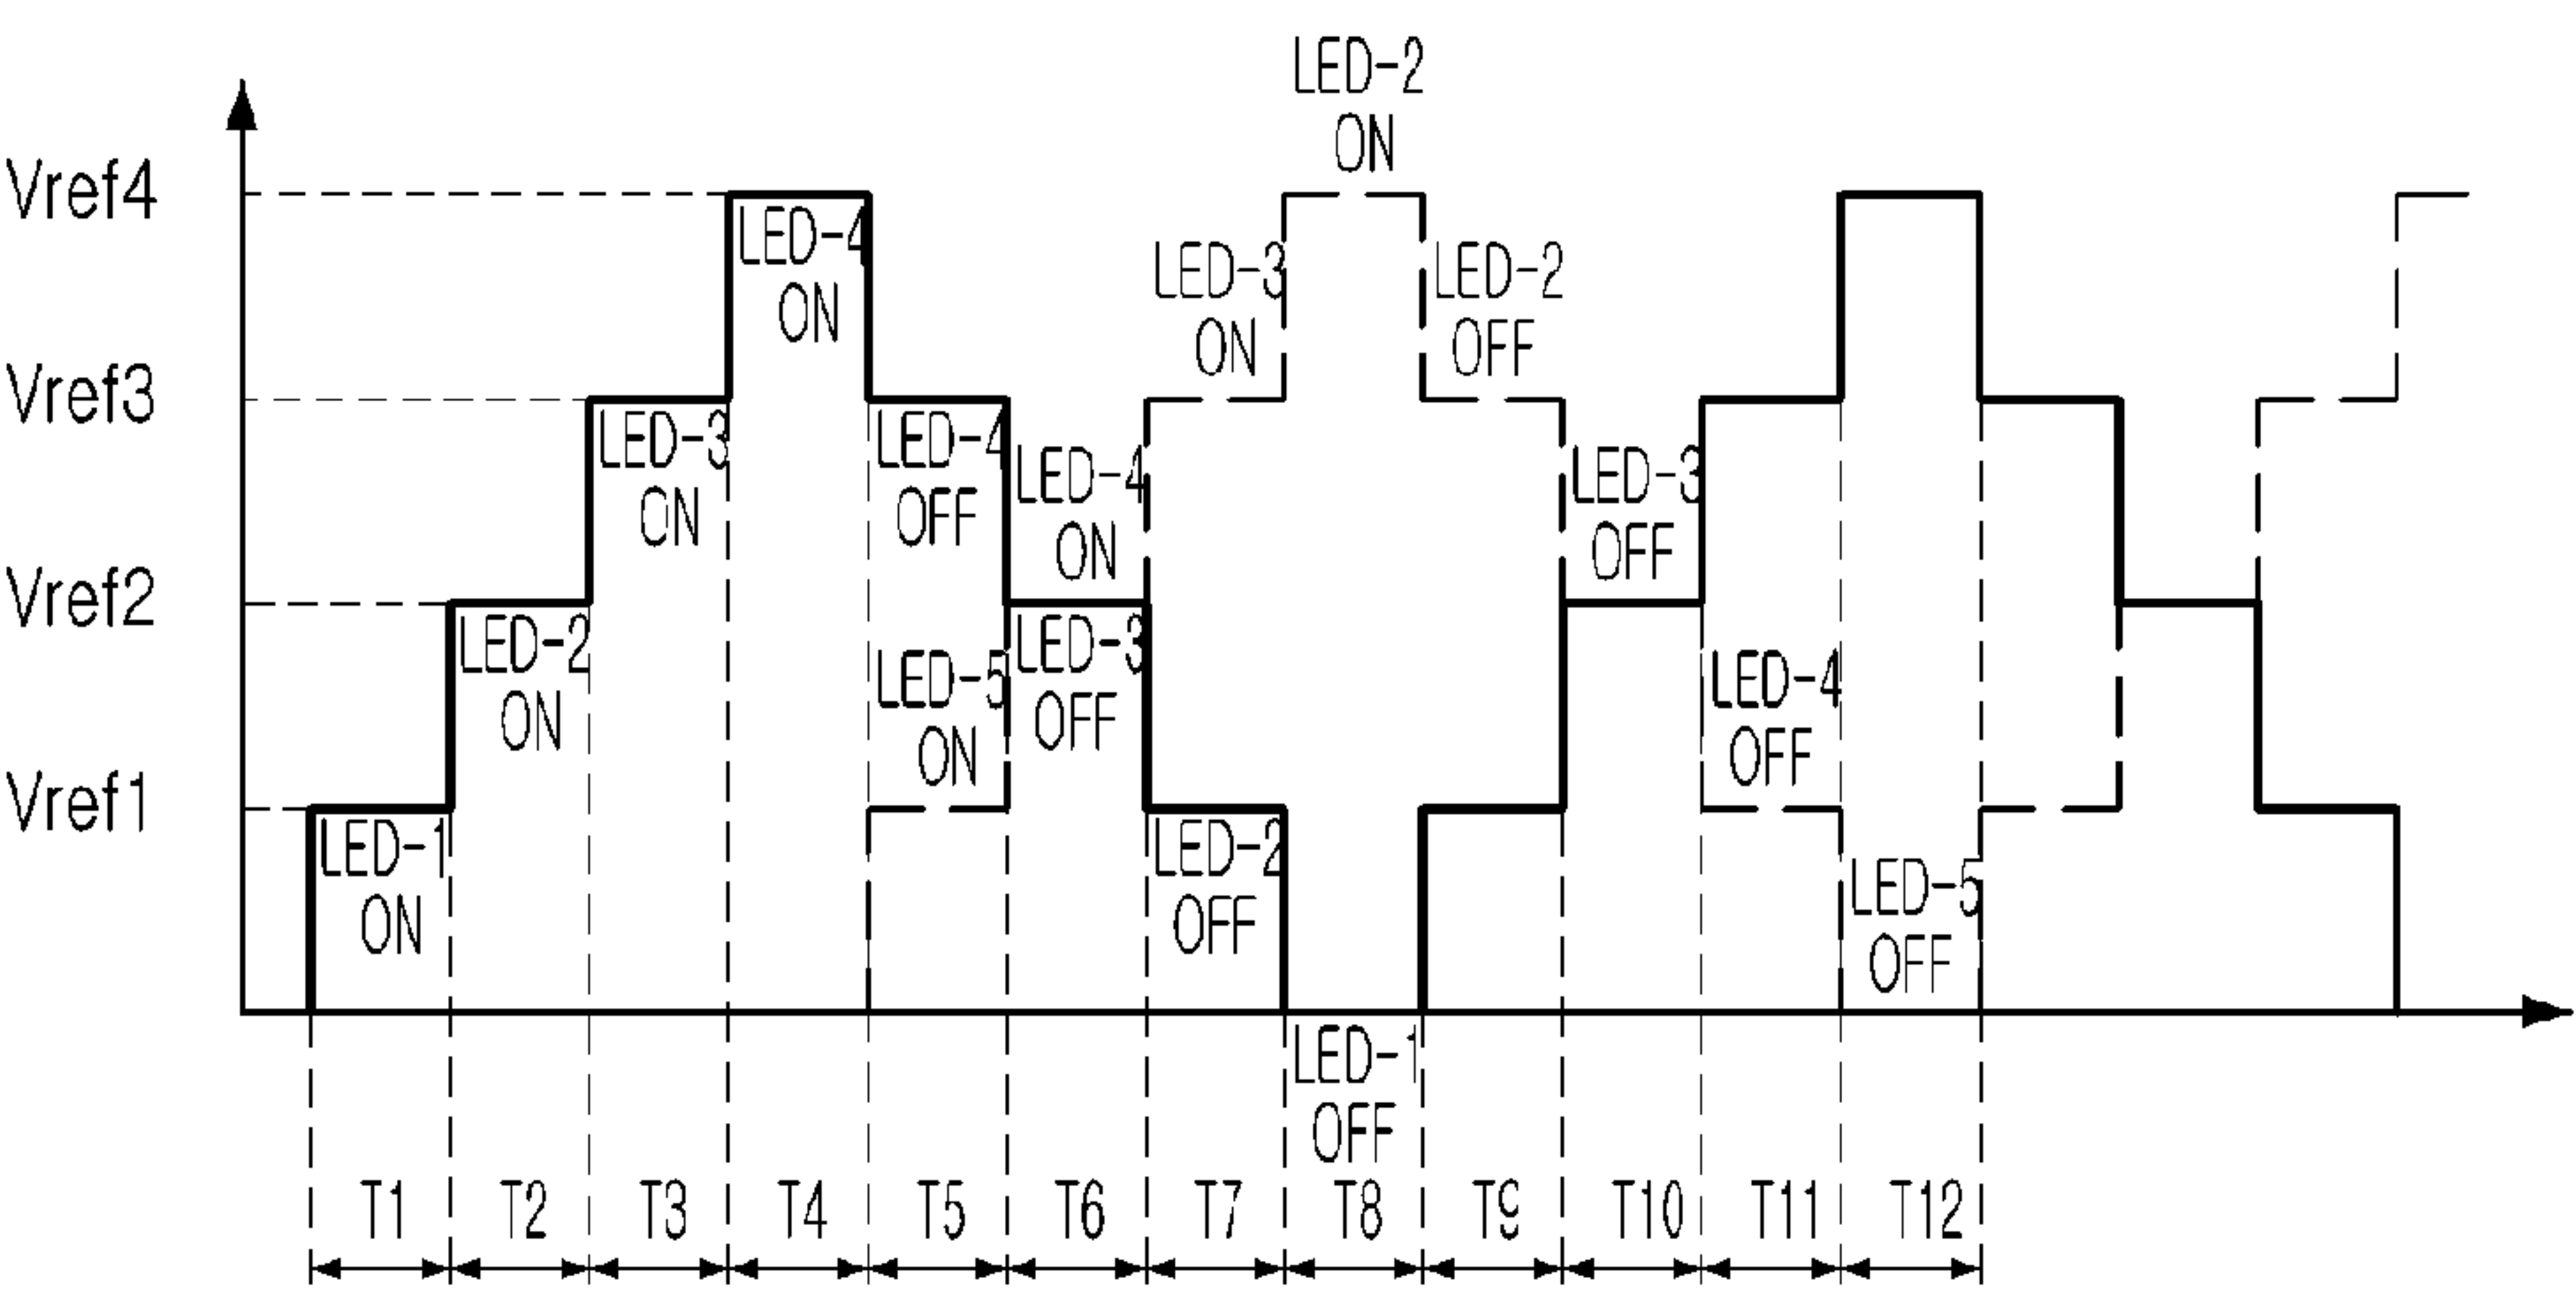 LED-2
ON
Vref4
LED-4
ON
LED-3
ON
LED-2
OFF
Vref3
LED-3
ON
LED-4
OFF
LED-4
ON
LED-3
OFF
Vref2
LED-2
ON
LED-5
ON
LED-3
OFF
LED-4
OFF
Vref1
LED-1
ON
LED-2
OFF
LED-5
OFF
LED-1
OFF
T1 T2 T3 T4 T5 T6 T7 T8 T9 T10 T11 T12